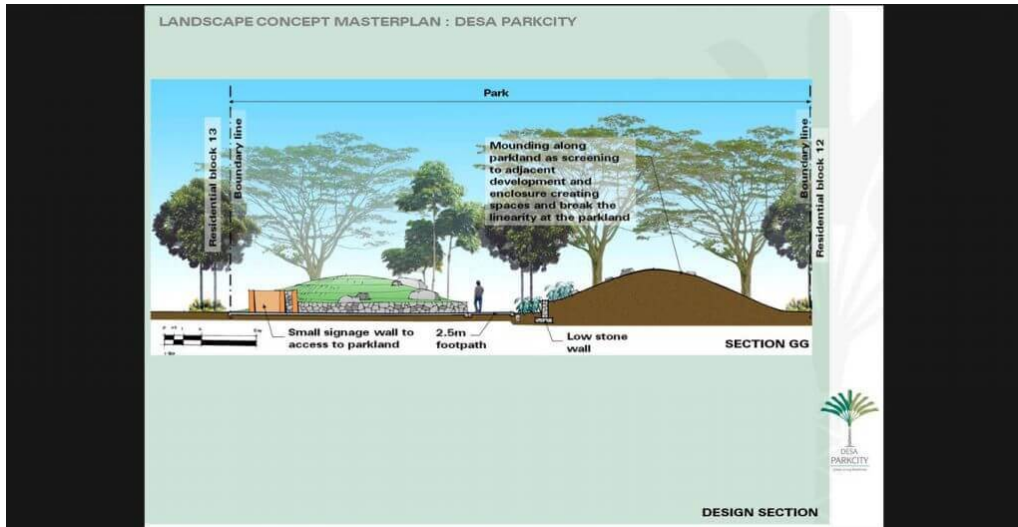 LANDSCAPE CONCEPT MASTERPLAN : DESA PARKCITY
Park
Residential block 13
Boundary line
Mounding along
parkland as screening
to adjacent
development and
enclosure creating
spaces and break the
linearity at the parkland
Boundary line
Residential block 12
Small signage wall to
access to parkland
2.5m
footpath
Low stone
wall
SECTION GG
DESA
PARKCITY
DESIGN SECTION